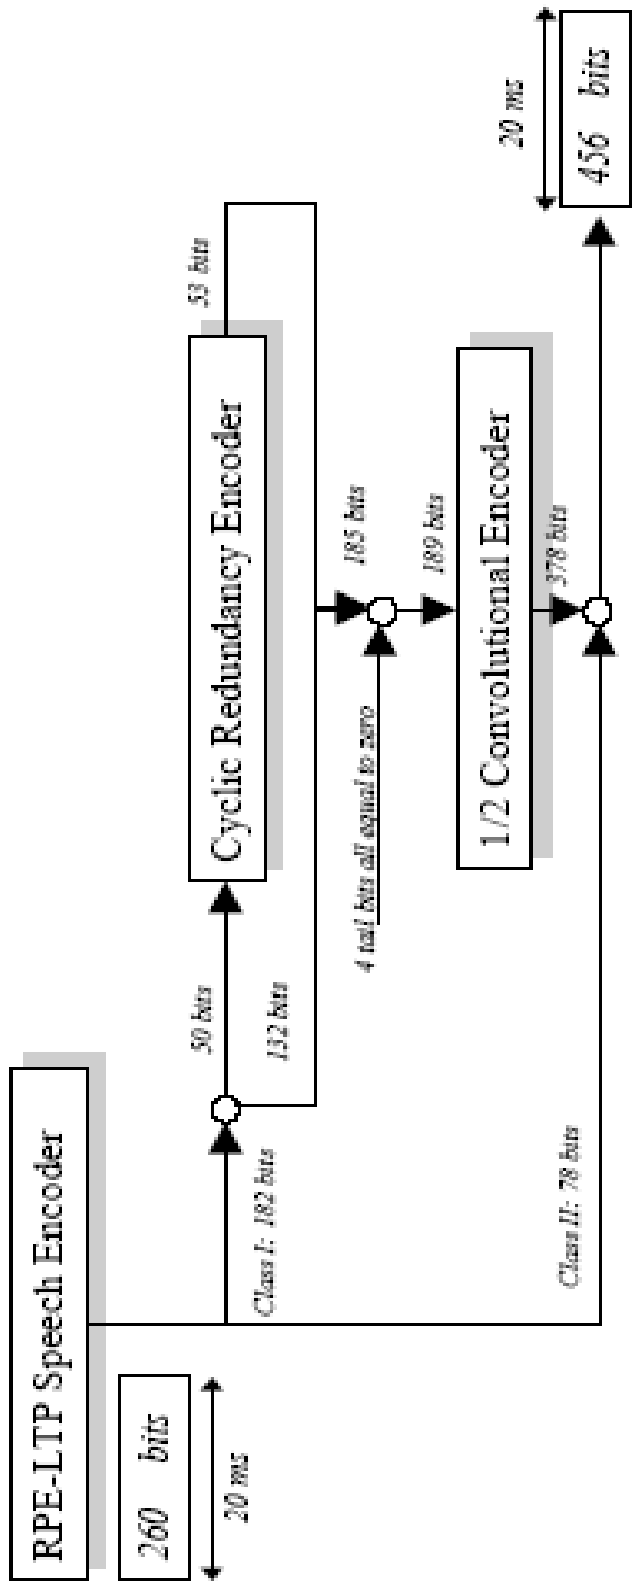 RPE-LTP Speech Encoder
260 bits
20 ms
Class I: 182 bits
50 bits
132 bits
Cyclic Redundancy Encoder
53 bits
185 bits
4 tail bits all equal to zero
189 bits
1/2 Convolutional Encoder
378 bits
Class II: 78 bits
20 ms
456 bits